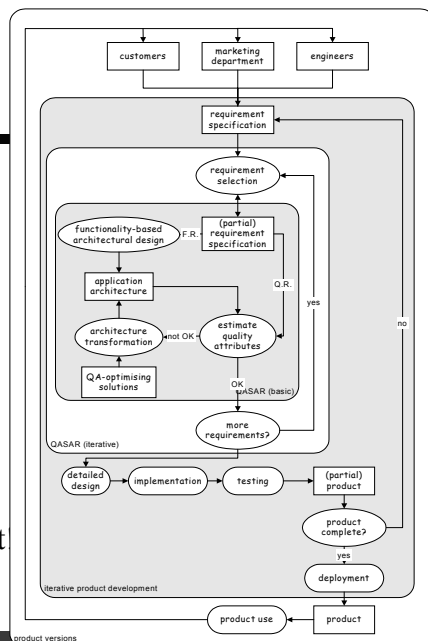 customers
marketing
department
engineers
requirement
specification
requirement
selection
functionality-based
architectural design
F.R.
(partial)
requirement
specification
Q.R.
yes
no
application
architecture
architecture
transformation
not OK
estimate
quality
attributes
QA-optimising
solutions
OK
QASAR (basic)
more
requirements?
QASAR (iterative)
detailed
design
implementation
testing
(partial)
product
product
complete?
yes
deployment
iterative product development
product use
product
product versions